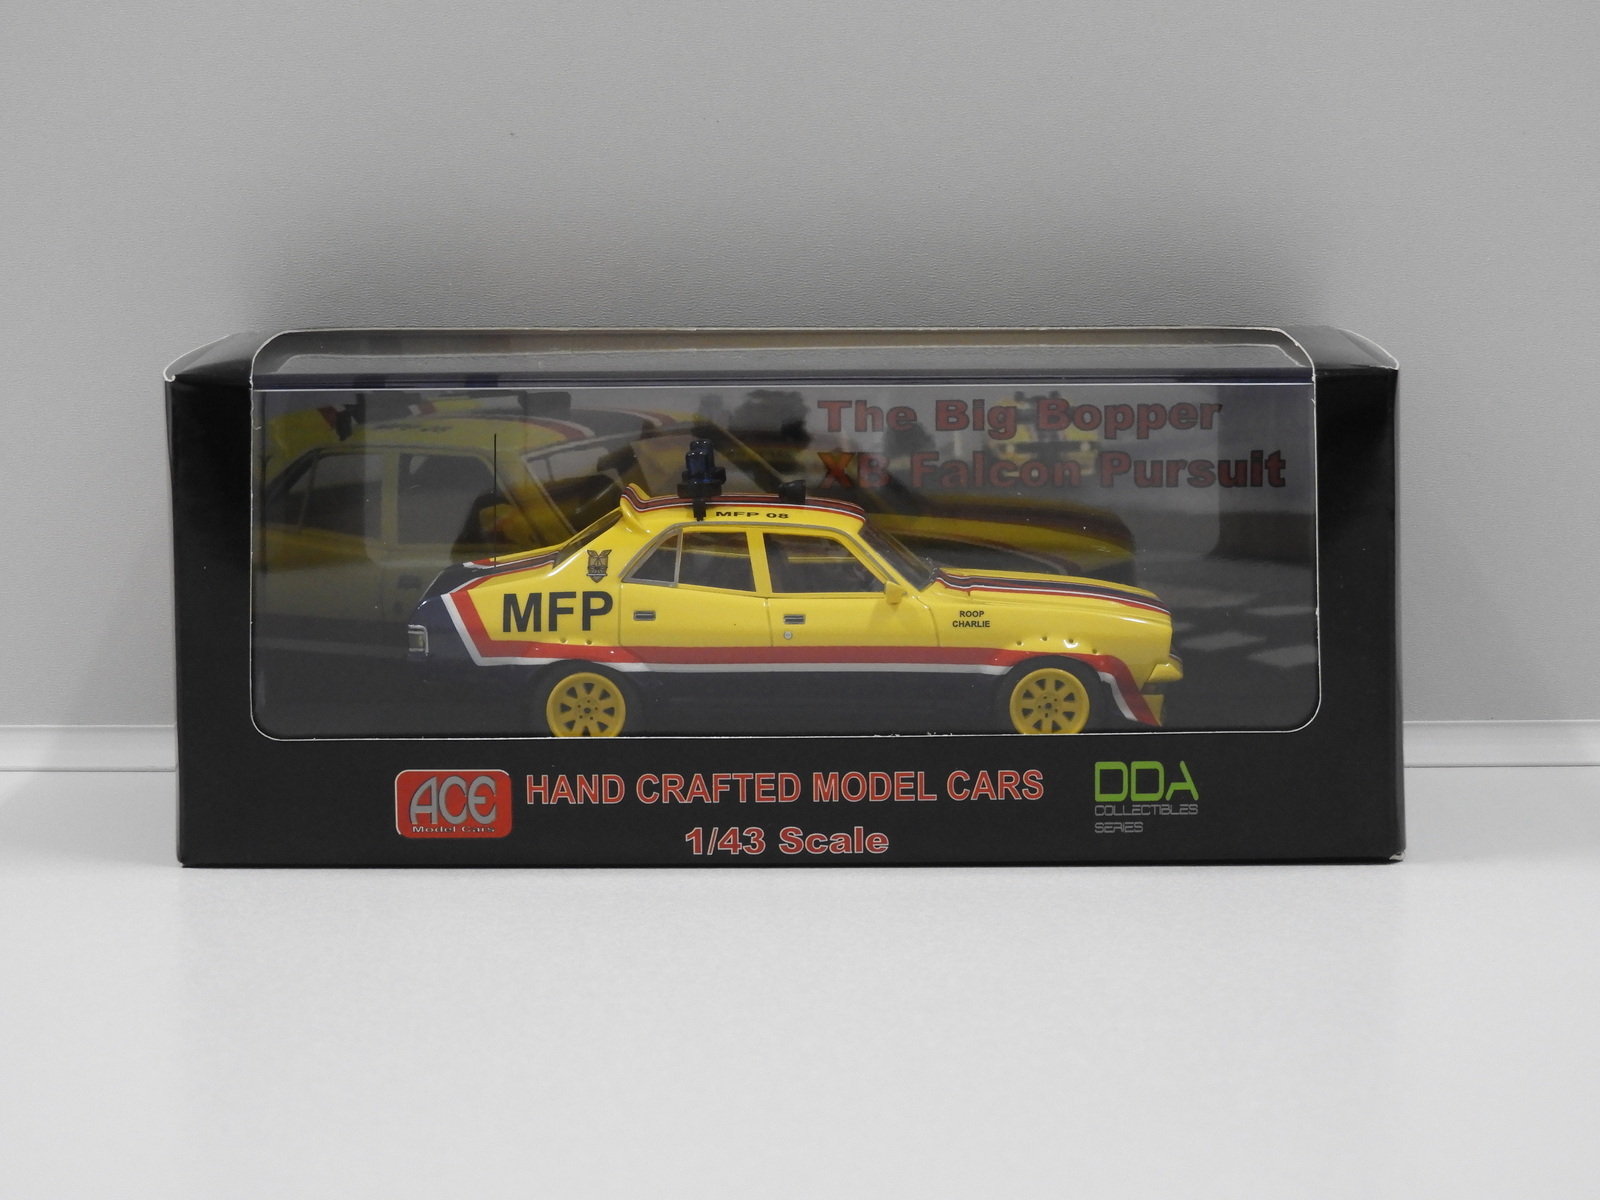 The Big Bopper
XB Falcon Pursuit
MFP 08
MFP
ROOP
CHARLIE
ACE
Model Cars
HAND CRAFTED MODEL CARS
1/43 Scale
DDA
COLLECTIBLES
SERIES